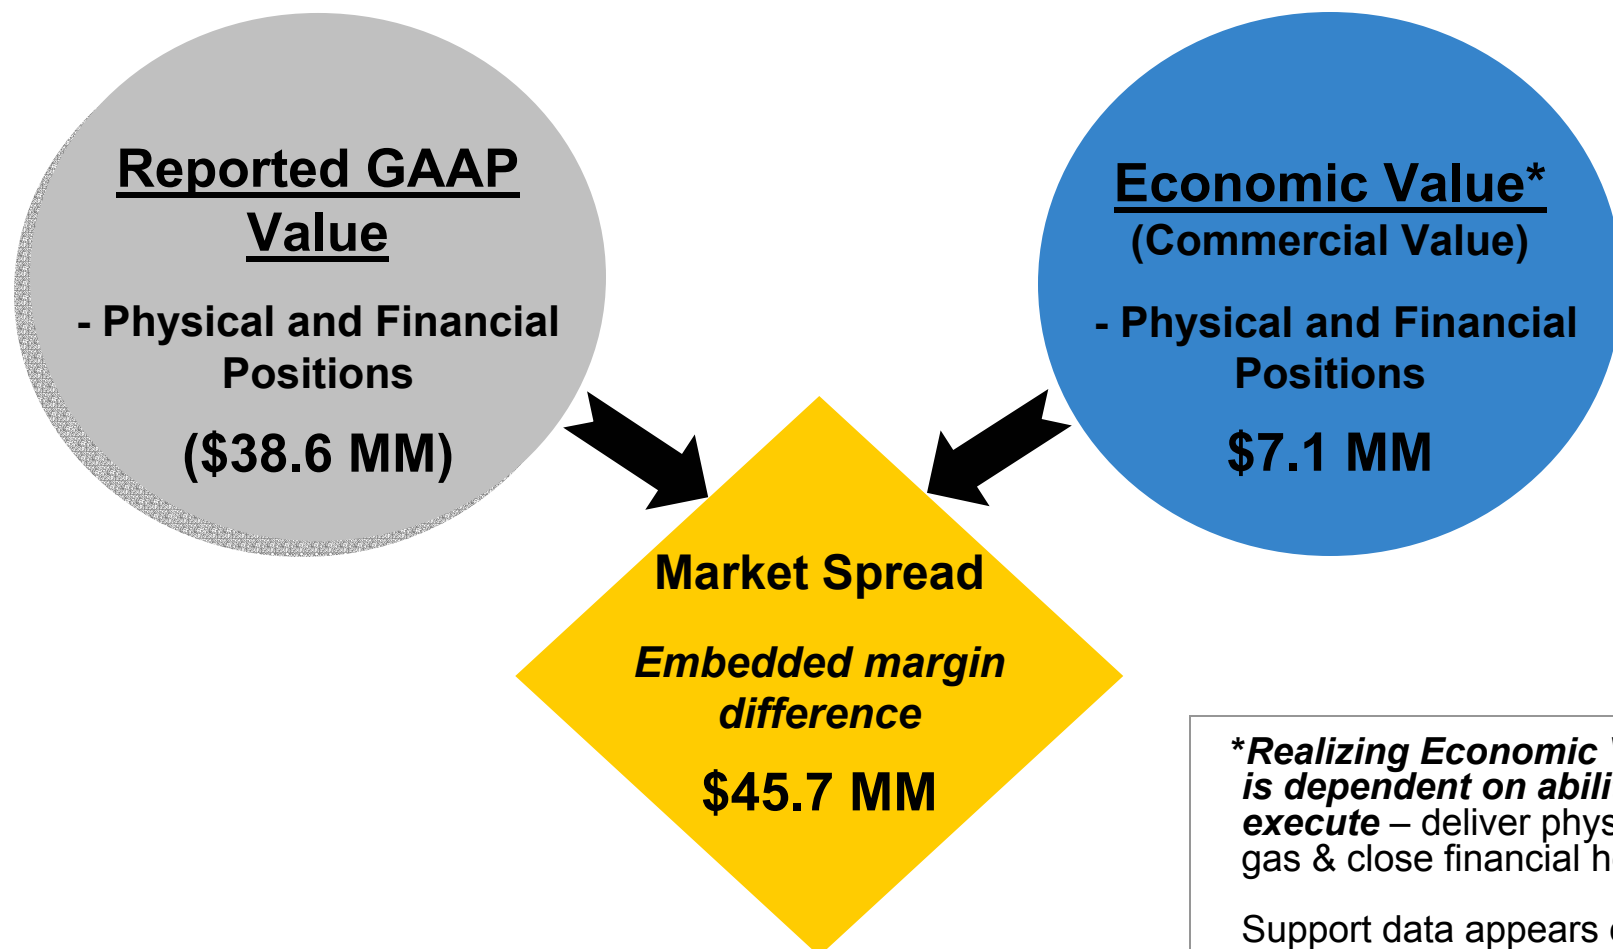 Reported GAAP
Value
- Physical and Financial
Positions
($38.6 MM)
Economic Value*
(Commercial Value)
- Physical and Financial
Positions
$7.1 MM
Market Spread
Embedded margin
difference
$45.7 MM
*Realizing Economic
is dependent on
execute – deliver
gas & close financial
Support data appears